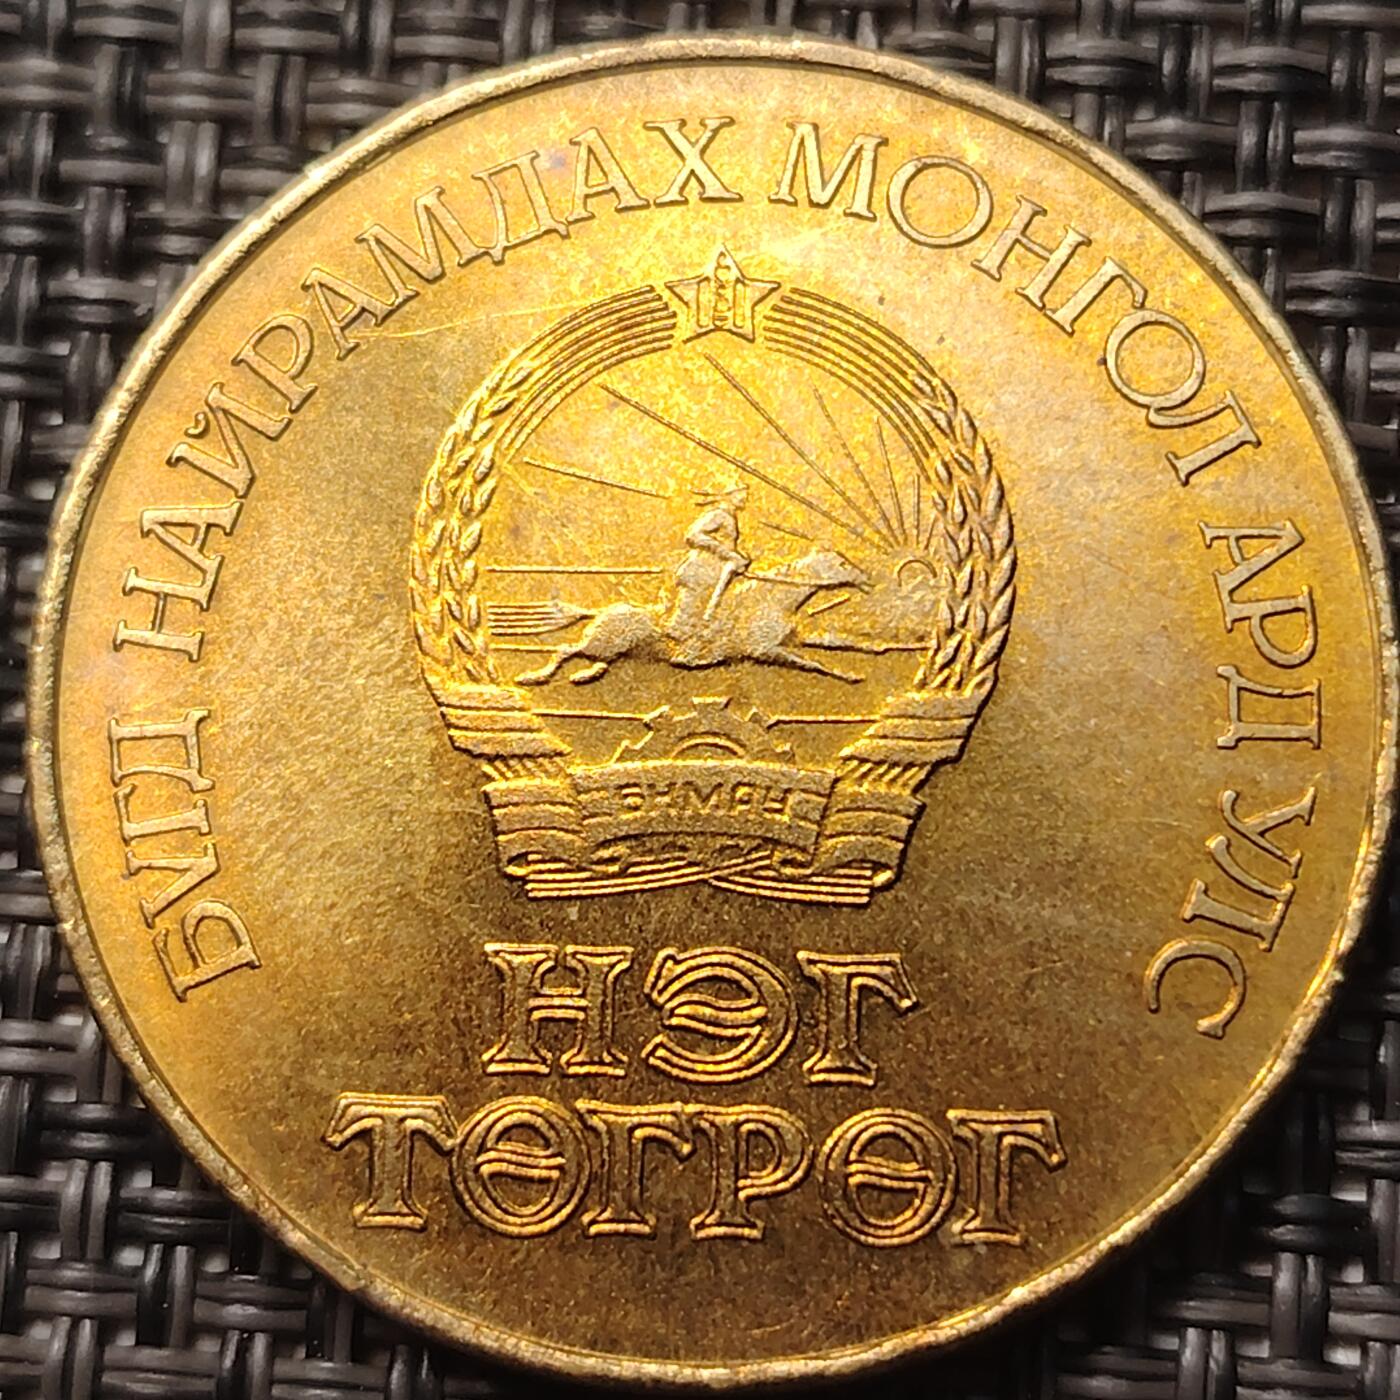 БҮГД НАЙРАМДАХ МОНГОЛ АРД УЛС
БНМАУ
НЭГ
ТӨГРӨГ